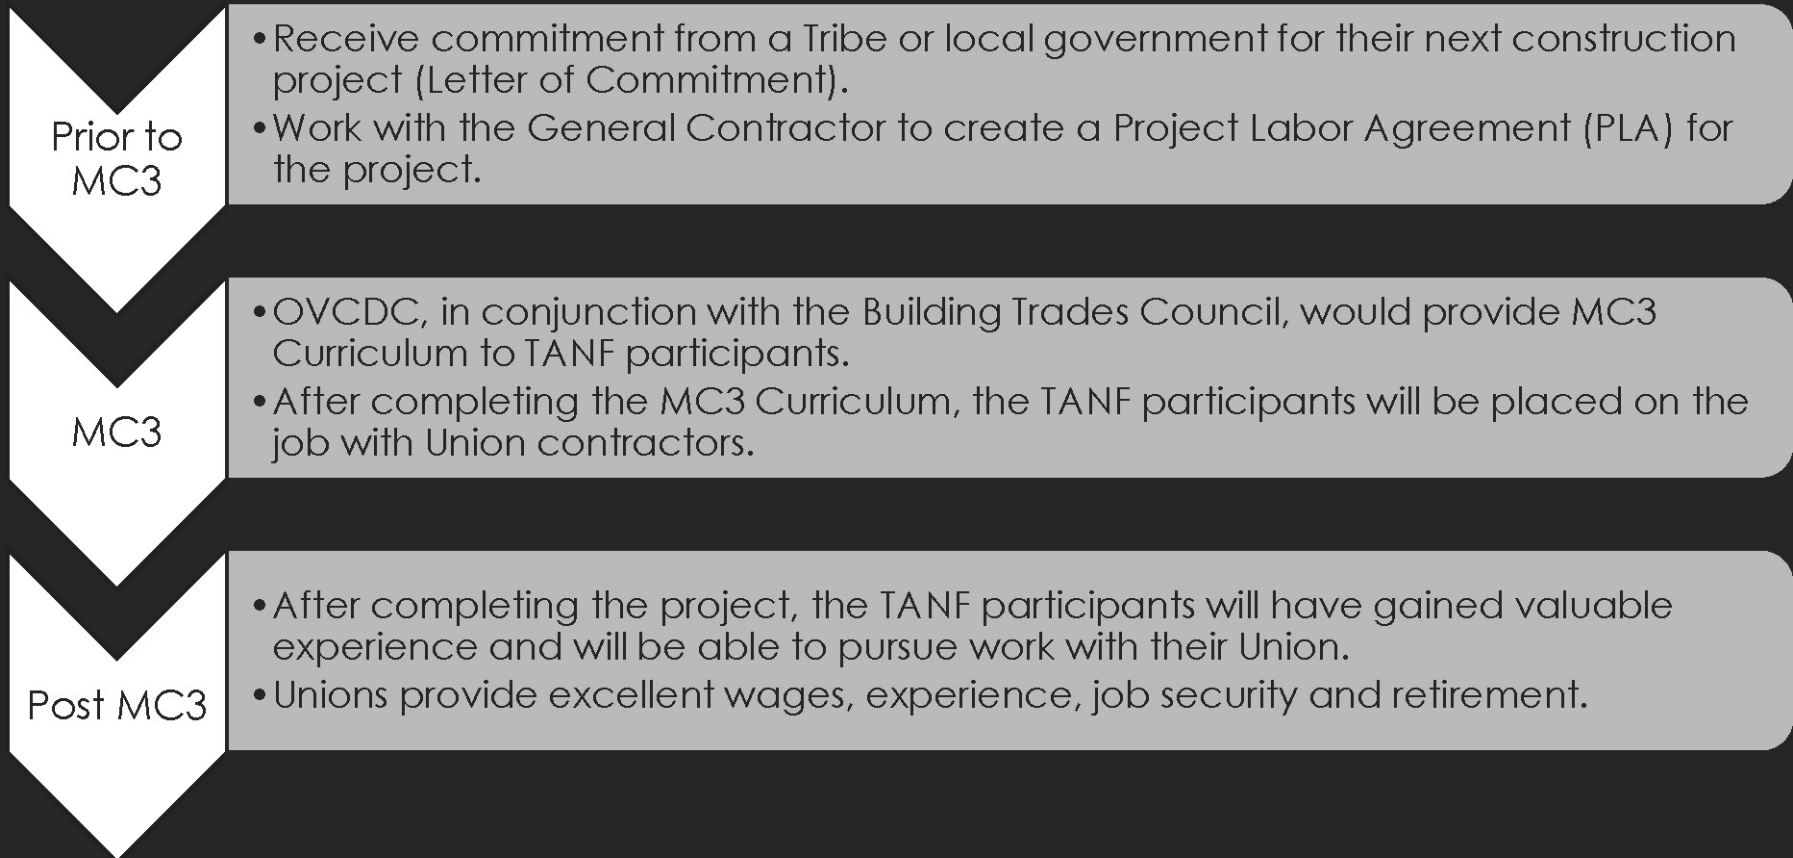 Prior to
MC3
•Receive commitment from a Tribe or local government for their next construction
project (Letter of Commitment).
•Work with the General Contractor to create a Project Labor Agreement (PLA) for
the project.
MC3
•OVCDC, in conjunction with the Building Trades Council, would provide MC3
Curriculum to TANF participants.
•After completing the MC3 Curriculum, the TANF participants will be placed on the
job with Union contractors.
Post MC3
•After completing the project, the TANF participants will have gained valuable
experience and will be able to pursue work with their Union.
•Unions provide excellent wages, experience, job security and retirement.